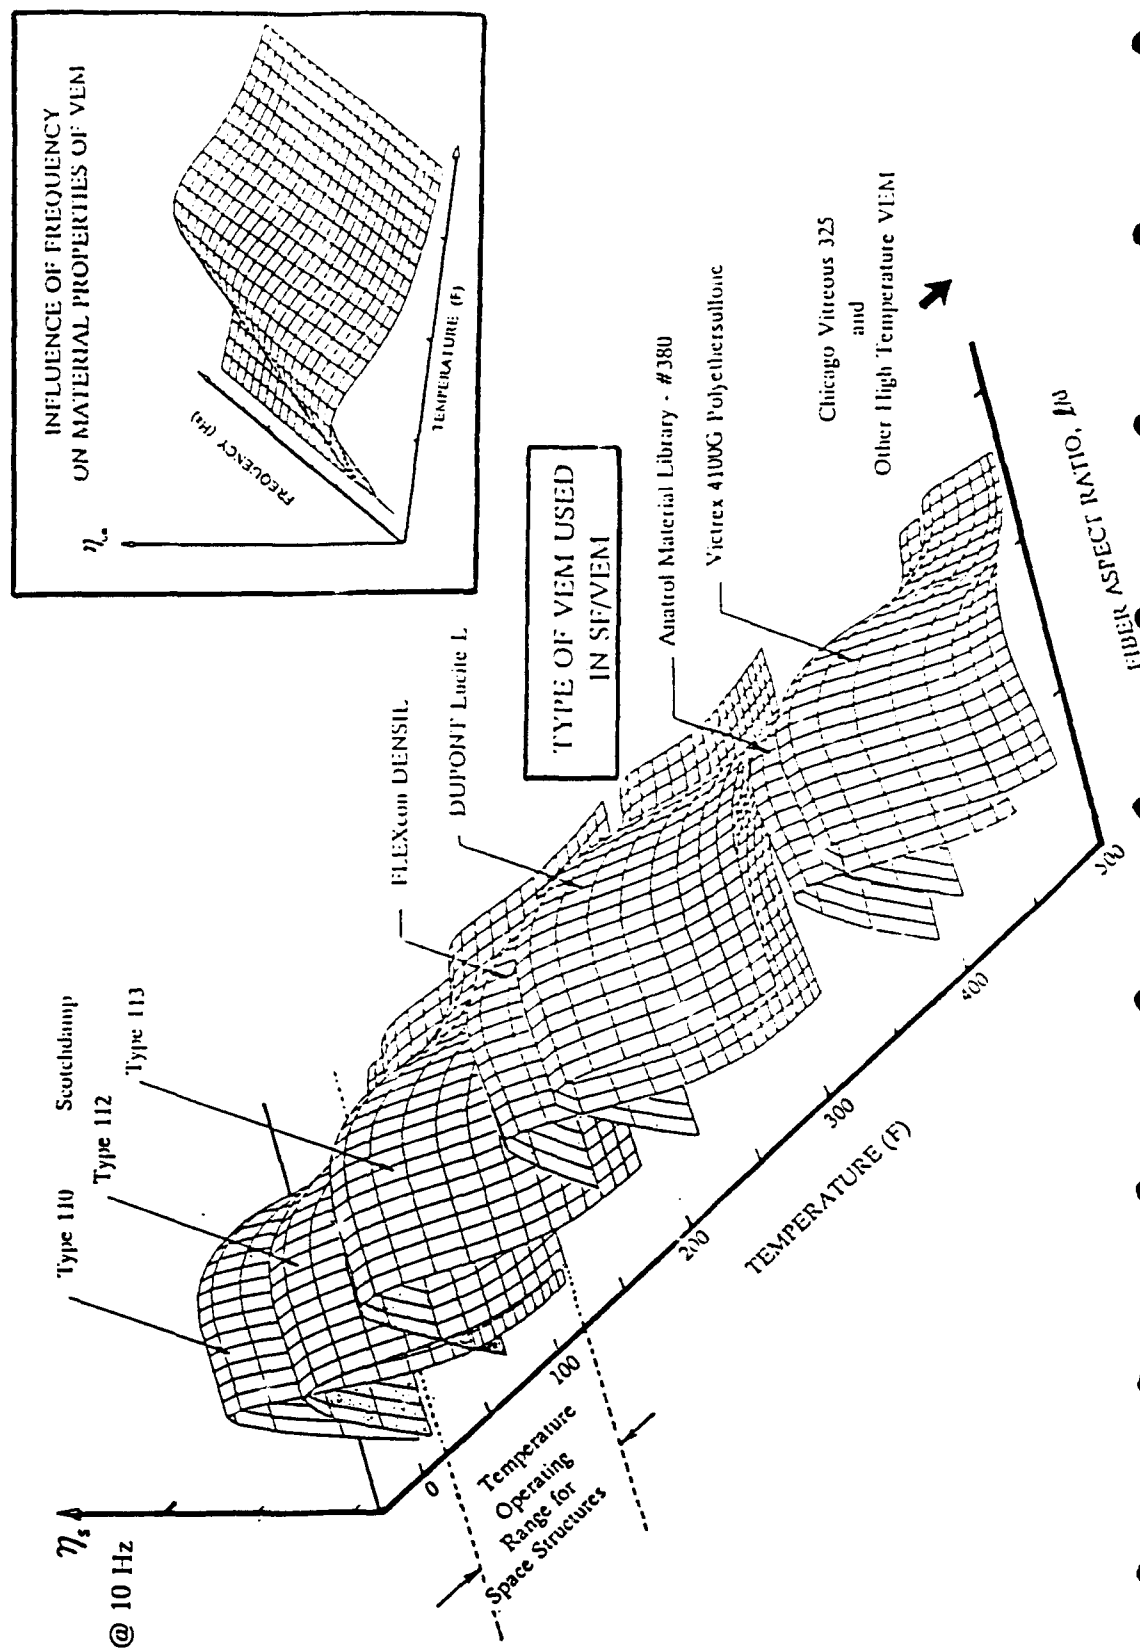 INFLUENCE OF FREQUENCY
ON MATERIAL PROPERTIES OF VEM
FREQUENCY (Hz)
TEMPERATURE (F)
TYPE OF VEM USED
IN SF/VEM
ηs
@ 10 Hz
Scotchdamp
Type 110
Type 112
Type 113
FLEXcon DENSIL
DUPONT Lucite L
Anatrol Material Library - #380
Victrex 4100G Polyethersulfone
Chicago Vitreous 325
and
Other High Temperature VEM
Temperature
Operating
Range for
Space Structures
0
100
200
300
400
500
TEMPERATURE (F)
FIBER ASPECT RATIO,